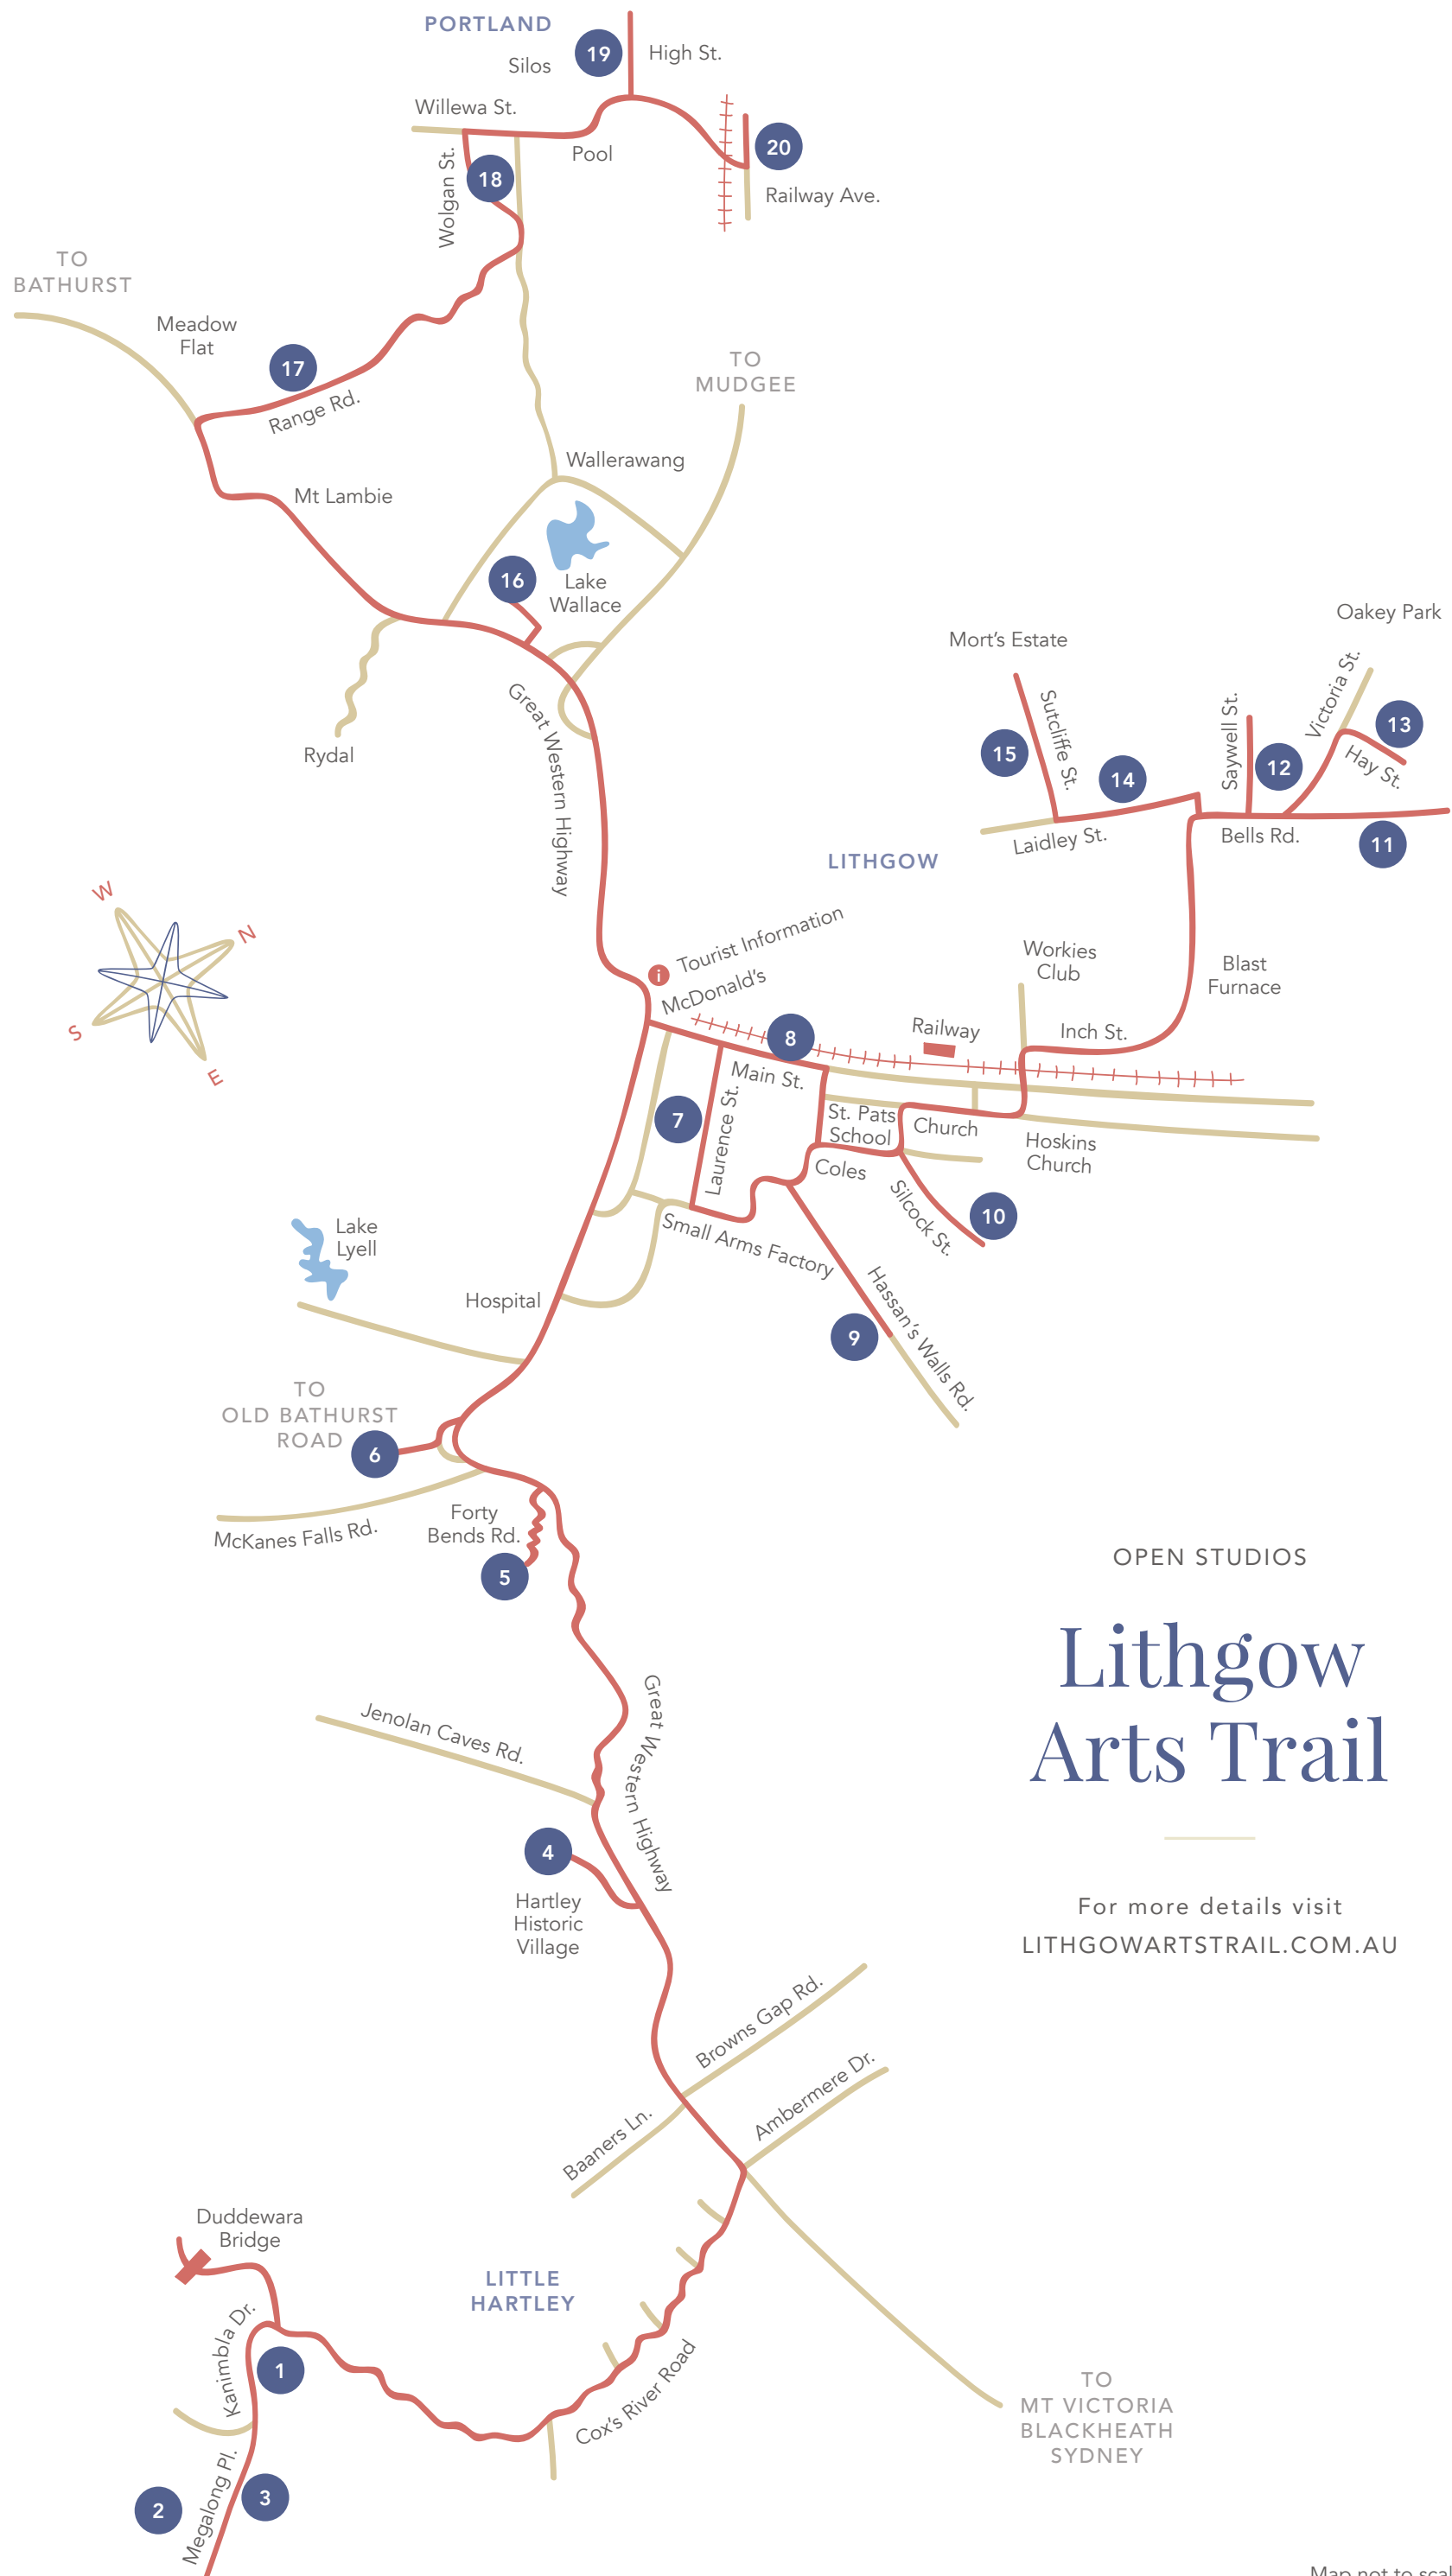 PORTLAND
Silos
19
High St.
Willewa St.
Pool
20
Wolgan St.
18
Railway Ave.
TO
BATHURST
Meadow
Flat
17
Range Rd.
TO
MUDGEE
Wallerawang
Mt Lambie
16
Lake
Wallace
Rydal
Great Western Highway
Oakey Park
Mort's Estate
Victoria St.
Sutcliffe St.
Saywell St.
13
15
14
12
Hay St.
Laidley St.
Bells Rd.
11
LITHGOW
W
N
S
E
i
Tourist Information
McDonald's
Workies
Club
Blast
Furnace
8
Railway
Inch St.
Main St.
7
Laurence St.
St. Pats
School
Church
Hoskins
Church
Coles
Silcock St.
10
Small Arms Factory
Lake
Lyell
Hospital
Hassan's Walls Rd.
9
TO
OLD BATHURST
ROAD
6
McKanes Falls Rd.
Forty
Bends Rd.
5
OPEN STUDIOS
Lithgow
Arts Trail
For more details visit
LITHGOWARTSTRAIL.COM.AU
Great Western Highway
Jenolan Caves Rd.
4
Hartley
Historic
Village
Browns Gap Rd.
Ambermere Dr.
Baaners Ln.
Duddewara
Bridge
LITTLE
HARTLEY
Kanimbla Dr.
1
Cox's River Road
TO
MT VICTORIA
BLACKHEATH
SYDNEY
Megalong Pl.
2
3
Map not to scal